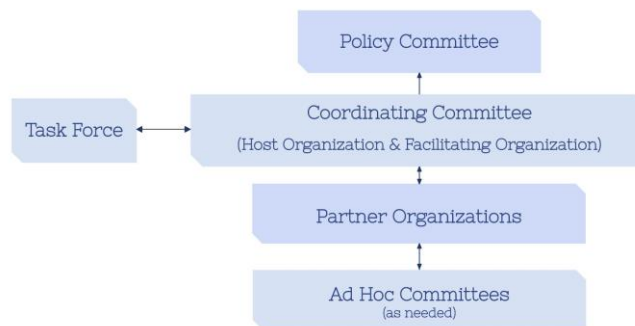 Policy Committee
Task Force
Coordinating Committee
(Host Organization & Facilitating Organization)
Partner Organizations
Ad Hoc Committees
(as needed)